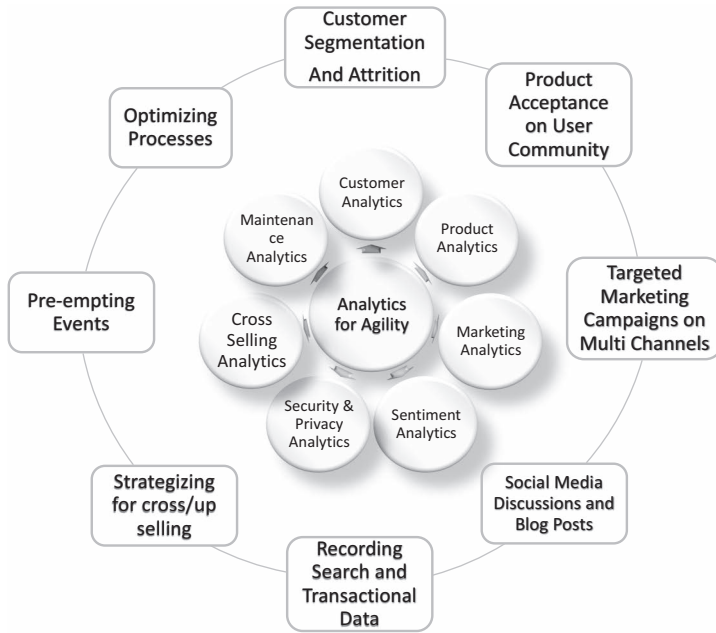 Customer
Segmentation
And Attrition
Product
Acceptance
on User
Community
Targeted
Marketing
Campaigns on
Multi Channels
Social Media
Discussions and
Blog Posts
Recording
Search and
Transactional
Data
Strategizing
for cross/up
selling
Pre-empting
Events
Optimizing
Processes
Customer
Analytics
Product
Analytics
Marketing
Analytics
Sentiment
Analytics
Security &
Privacy
Analytics
Cross
Selling
Analytics
Maintenan
ce
Analytics
Analytics
for Agility